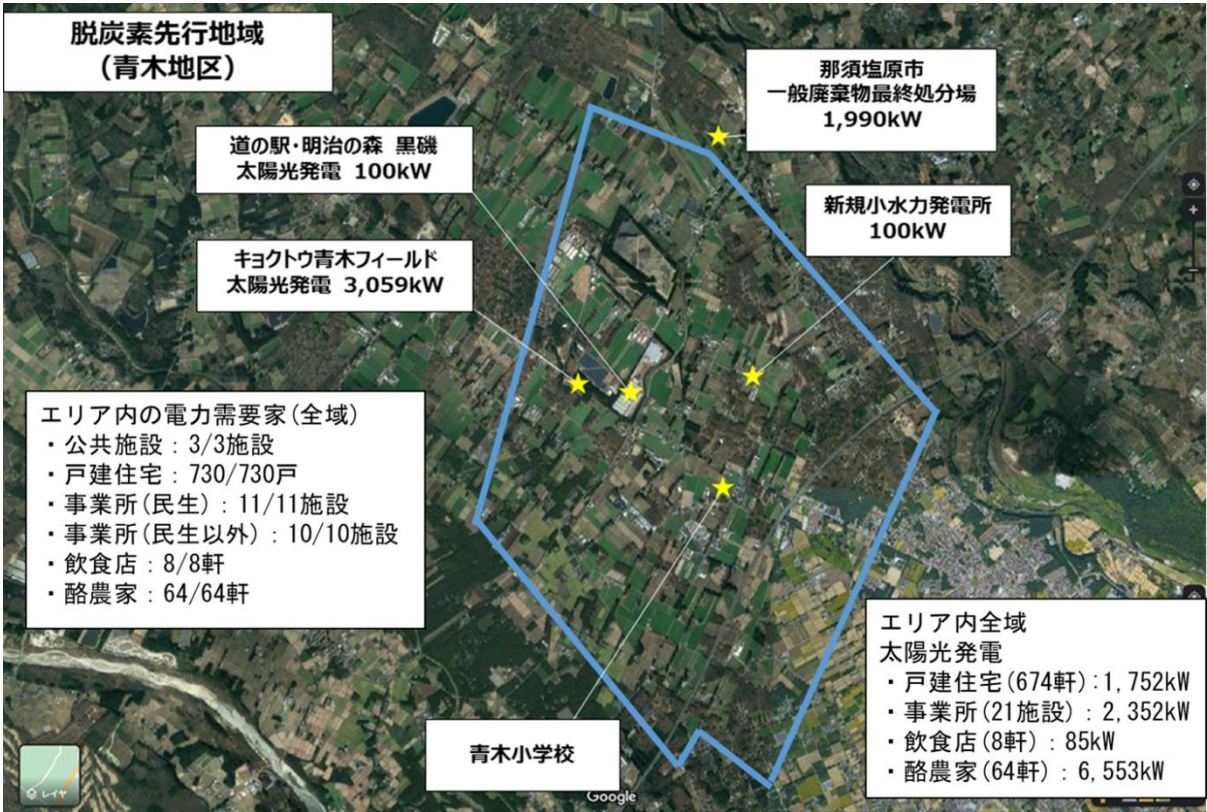 脱炭素先行地域
（青木地区）
那須塩原市
一般廃棄物最終処分場
1,990kW
道の駅・明治の森 黒磯
太陽光発電 100kW
新規小水力発電所
100kW
キョクトウ青木フィールド
太陽光発電 3,059kW
エリア内の電力需要家(全域)
・公共施設：3/3施設
・戸建住宅：730/730戸
・事業所(民生)：11/11施設
・事業所(民生以外)：10/10施設
・飲食店：8/8軒
・酪農家：64/64軒
エリア内全域
太陽光発電
・戸建住宅(674軒)：1,752kW
・事業所(21施設)：2,352kW
・飲食店(8軒)：85kW
・酪農家(64軒)：6,553kW
青木小学校
レイヤ
Google